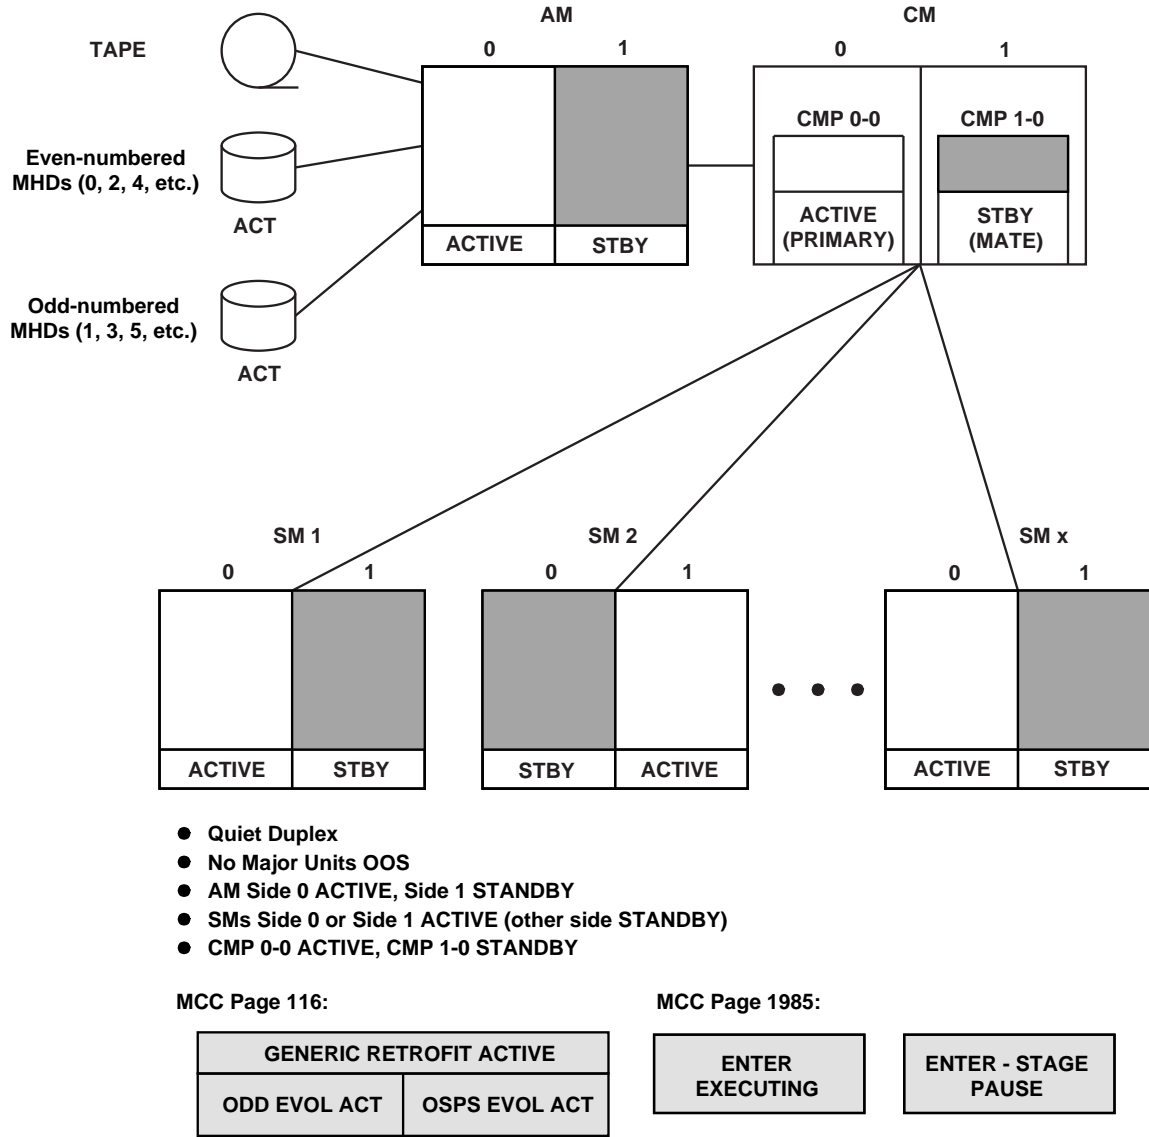 AM
CM
0 1
0 1
TAPE
CMP 0-0
CMP 1-0
Even-numbered
MHDs (0, 2, 4, etc.)
ACT
ACTIVE
STBY
ACTIVE
(PRIMARY)
STBY
(MATE)
Odd-numbered
MHDs (1, 3, 5, etc.)
ACT
SM 1
SM 2
SM x
0 1
0 1
0 1
ACTIVE
STBY
STBY
ACTIVE
ACTIVE
STBY
● Quiet Duplex
● No Major Units OOS
● AM Side 0 ACTIVE, Side 1 STANDBY
● SMs Side 0 or Side 1 ACTIVE (other side STANDBY)
● CMP 0-0 ACTIVE, CMP 1-0 STANDBY
MCC Page 116:
GENERIC RETROFIT ACTIVE
ODD EVOL ACT
OSPS EVOL ACT
MCC Page 1985:
ENTER
EXECUTING
ENTER - STAGE
PAUSE